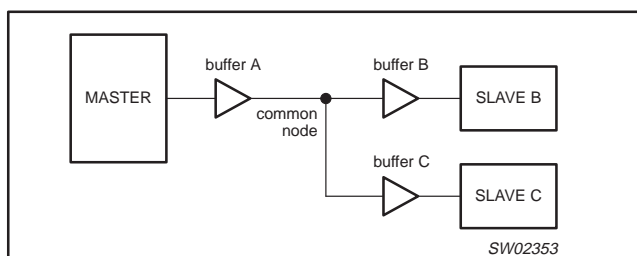 buffer A
buffer B
MASTER
SLAVE B
common
node
buffer C
SLAVE C
SW02353